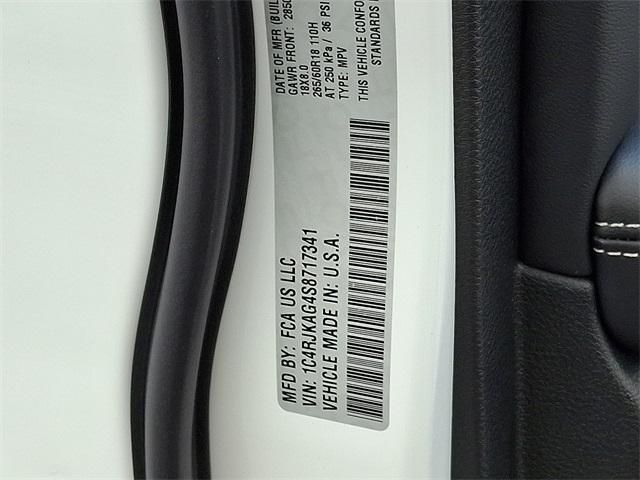 MFD BY: FCA US LLC
VIN: 1C4RJKAG4S8717341
VEHICLE MADE IN: U.S.A.
DATE OF MFR (BUIL
GAWR FRONT: 2850
18X8.0
265/60R18 110H
AT 250 kPa / 36 PSI
TYPE: MPV
THIS VEHICLE CONFO
STANDARDS